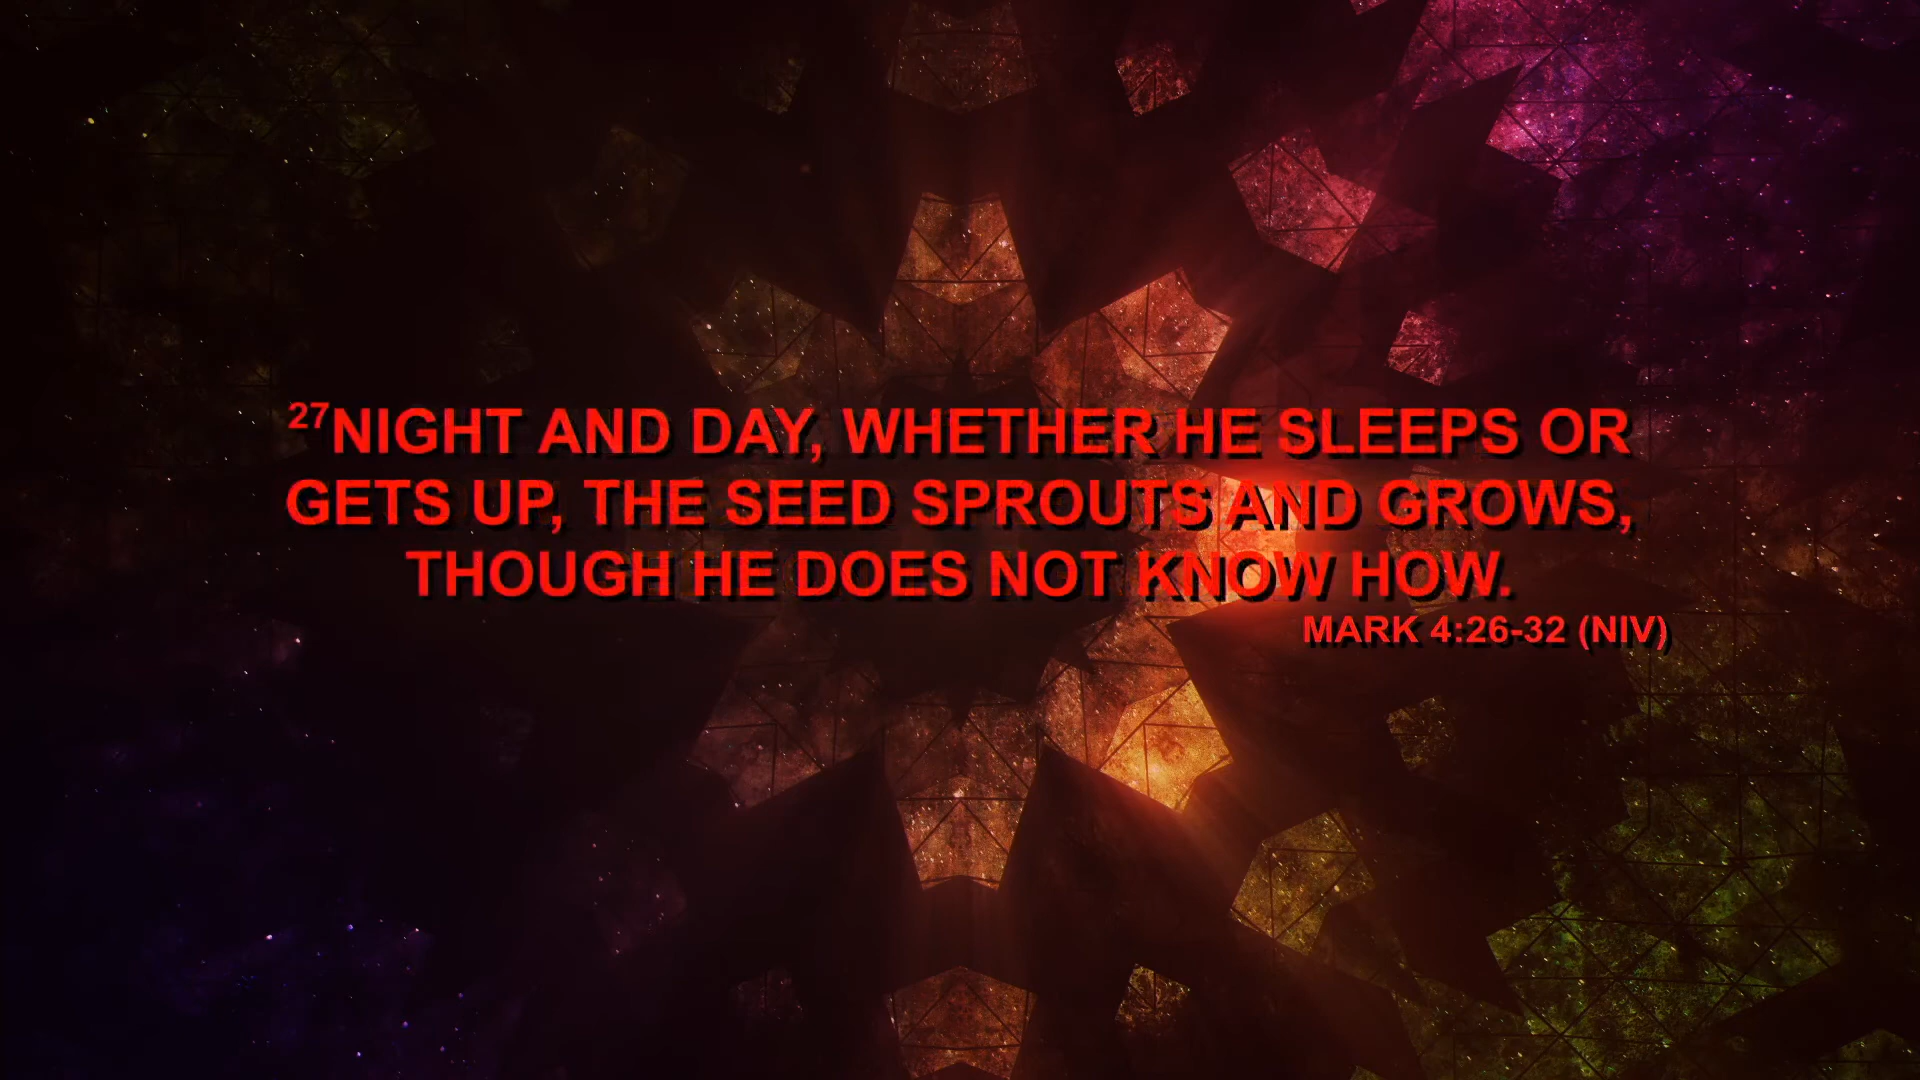 27NIGHT AND DAY, WHETHER HE SLEEPS OR
GETS UP, THE SEED SPROUTS AND GROWS,
THOUGH HE DOES NOT KNOW HOW.
MARK 4:26-32 (NIV)